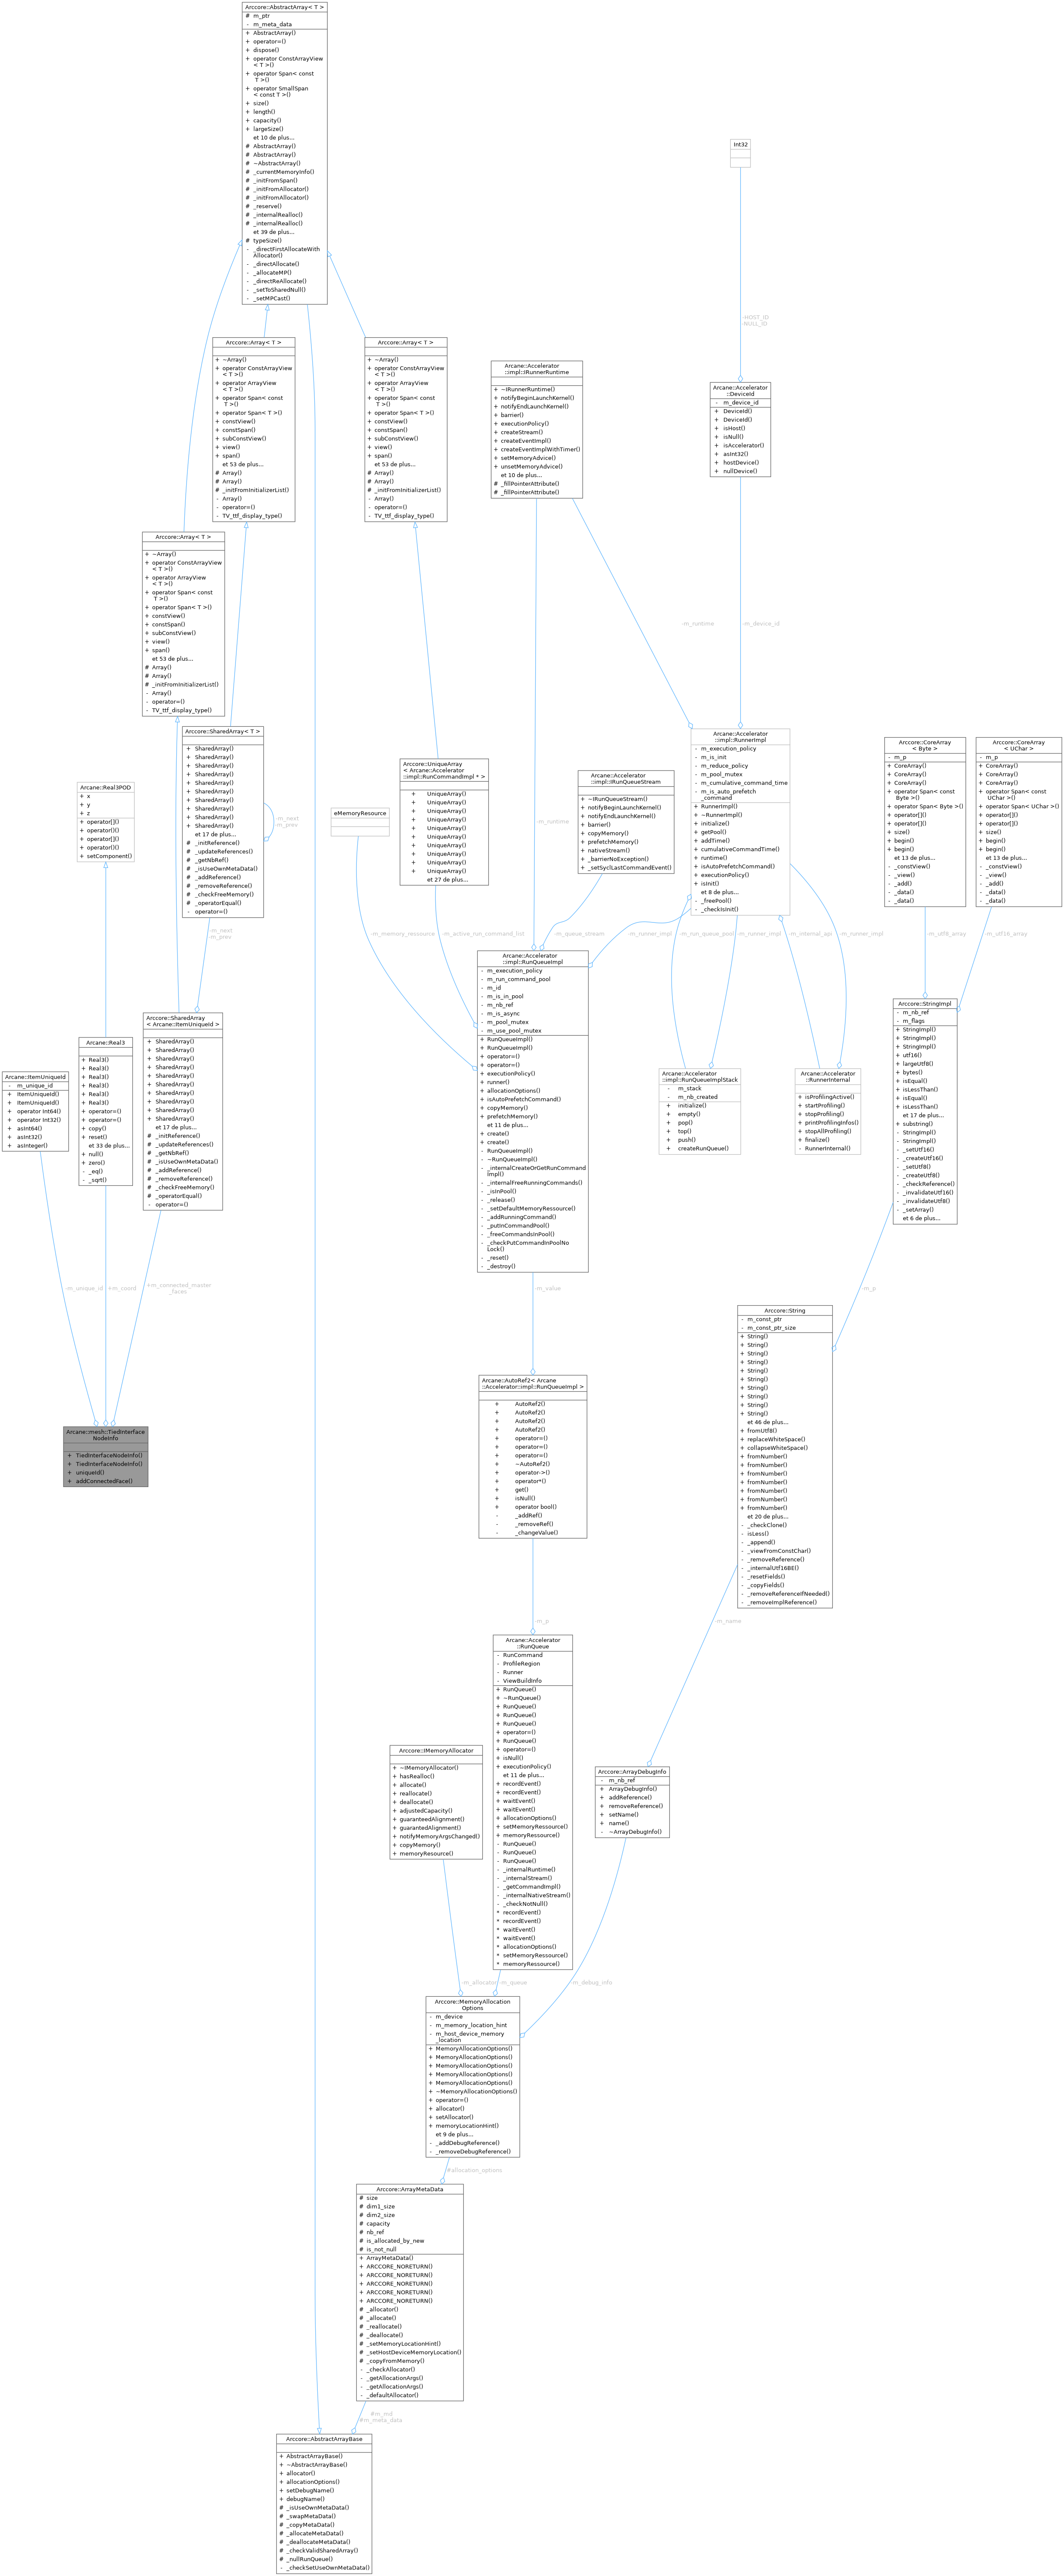 Arccore::AbstractArray< T >
# m_ptr
- m_meta_data
+ AbstractArray()
+ operator=()
+ dispose()
+ operator ConstArrayView
< T >()
+ operator Span< const
T >()
+ operator SmallSpan
< const T >()
+ size()
+ length()
+ capacity()
+ largeSize()
et 10 de plus...
# AbstractArray()
# AbstractArray()
# ~AbstractArray()
# _currentMemoryInfo()
# _initFromSpan()
# _initFromAllocator()
# _initFromAllocator()
# _reserve()
# _internalRealloc()
# _internalRealloc()
et 39 de plus...
# typeSize()
- _directFirstAllocateWith
Allocator()
- _directAllocate()
- _allocateMP()
- _directReAllocate()
- _setToSharedNull()
- _setMPCast()
Int32
-HOST_ID
-NULL_ID
Arccore::Array< T >
+ ~Array()
+ operator ConstArrayView
< T >()
+ operator ArrayView
< T >()
+ operator Span< const
T >()
+ operator Span< T >()
+ constView()
+ constSpan()
+ subConstView()
+ view()
+ span()
et 53 de plus...
# Array()
# Array()
# _initFromInitializerList()
- Array()
- operator=()
- TV_ttf_display_type()
Arccore::Array< T >
+ ~Array()
+ operator ConstArrayView
< T >()
+ operator ArrayView
< T >()
+ operator Span< const
T >()
+ operator Span< T >()
+ constView()
+ constSpan()
+ subConstView()
+ view()
+ span()
et 53 de plus...
# Array()
# Array()
# _initFromInitializerList()
- Array()
- operator=()
- TV_ttf_display_type()
Arcane::Accelerator
::impl::IRunnerRuntime
+ ~IRunnerRuntime()
+ notifyBeginLaunchKernel()
+ notifyEndLaunchKernel()
+ barrier()
+ executionPolicy()
+ createStream()
+ createEventImpl()
+ createEventImplWithTimer()
+ setMemoryAdvice()
+ unsetMemoryAdvice()
et 10 de plus...
# _fillPointerAttribute()
# _fillPointerAttribute()
Arcane::Accelerator
::DeviceId
- m_device_id
+ DeviceId()
+ DeviceId()
+ isHost()
+ isNull()
+ isAccelerator()
+ asInt32()
+ hostDevice()
+ nullDevice()
Arccore::Array< T >
+ ~Array()
+ operator ConstArrayView
< T >()
+ operator ArrayView
< T >()
+ operator Span< const
T >()
+ operator Span< T >()
+ constView()
+ constSpan()
+ subConstView()
+ view()
+ span()
et 53 de plus...
# Array()
# Array()
# _initFromInitializerList()
- Array()
- operator=()
- TV_ttf_display_type()
-m_runtime
-m_device_id
Arccore::SharedArray< T >
+ SharedArray()
+ SharedArray()
+ SharedArray()
+ SharedArray()
+ SharedArray()
+ SharedArray()
+ SharedArray()
+ SharedArray()
+ SharedArray()
+ SharedArray()
et 17 de plus...
# _initReference()
# _updateReferences()
# _getNbRef()
# _isUseOwnMetaData()
# _addReference()
# _removeReference()
# _checkFreeMemory()
# _operatorEqual()
- operator=()
-m_next
-m_prev
Arcane::Real3POD
+ x
+ y
+ z
+ operator[]()
+ operator()()
+ operator[]()
+ operator()()
+ setComponent()
eMemoryResource
Arccore::UniqueArray
< Arcane::Accelerator
::impl::RunCommandImpl * >
+ UniqueArray()
+ UniqueArray()
+ UniqueArray()
+ UniqueArray()
+ UniqueArray()
+ UniqueArray()
+ UniqueArray()
+ UniqueArray()
+ UniqueArray()
+ UniqueArray()
et 27 de plus...
-m_runtime
Arcane::Accelerator
::impl::IRunQueueStream
+ ~IRunQueueStream()
+ notifyBeginLaunchKernel()
+ notifyEndLaunchKernel()
+ barrier()
+ copyMemory()
+ prefetchMemory()
+ nativeStream()
+ _barrierNoException()
+ _setSyclLastCommandEvent()
Arcane::Accelerator
::impl::RunnerImpl
- m_execution_policy
- m_is_init
- m_reduce_policy
- m_pool_mutex
- m_cumulative_command_time
- m_is_auto_prefetch
_command
+ RunnerImpl()
+ ~RunnerImpl()
+ initialize()
+ getPool()
+ addTime()
+ cumulativeCommandTime()
+ runtime()
+ isAutoPrefetchCommand()
+ executionPolicy()
+ isInit()
et 8 de plus...
- _freePool()
- _checkIsInit()
Arccore::CoreArray
< Byte >
- m_p
+ CoreArray()
+ CoreArray()
+ CoreArray()
+ operator Span< const
Byte >()
+ operator Span< Byte >()
+ operator[]()
+ operator[]()
+ size()
+ begin()
+ begin()
et 13 de plus...
- _constView()
- _view()
- _add()
- _data()
- _data()
Arccore::CoreArray
< UChar >
- m_p
+ CoreArray()
+ CoreArray()
+ CoreArray()
+ operator Span< const
UChar >()
+ operator Span< UChar >()
+ operator[]()
+ operator[]()
+ size()
+ begin()
+ begin()
et 13 de plus...
- _constView()
- _view()
- _add()
- _data()
- _data()
-m_next
-m_prev
-m_memory_ressource
-m_active_run_command_list
-m_queue_stream
-m_runner_impl
-m_run_queue_pool
-m_runner_impl
-m_internal_api
-m_runner_impl
-m_utf8_array
-m_utf16_array
Arcane::ItemUniqueId
- m_unique_id
+ ItemUniqueId()
+ ItemUniqueId()
+ operator Int64()
+ operator Int32()
+ asInt64()
+ asInt32()
+ asInteger()
Arcane::Real3
+ Real3()
+ Real3()
+ Real3()
+ Real3()
+ Real3()
+ Real3()
+ operator=()
+ operator=()
+ copy()
+ reset()
et 33 de plus...
+ null()
+ zero()
- _eq()
- _sqrt()
Arccore::SharedArray
< Arcane::ItemUniqueId >
+ SharedArray()
+ SharedArray()
+ SharedArray()
+ SharedArray()
+ SharedArray()
+ SharedArray()
+ SharedArray()
+ SharedArray()
+ SharedArray()
+ SharedArray()
et 17 de plus...
# _initReference()
# _updateReferences()
# _getNbRef()
# _isUseOwnMetaData()
# _addReference()
# _removeReference()
# _checkFreeMemory()
# _operatorEqual()
- operator=()
Arcane::Accelerator
::impl::RunQueueImpl
- m_execution_policy
- m_run_command_pool
- m_id
- m_is_in_pool
- m_nb_ref
- m_is_async
- m_pool_mutex
- m_use_pool_mutex
+ RunQueueImpl()
+ RunQueueImpl()
+ operator=()
+ operator=()
+ executionPolicy()
+ runner()
+ allocationOptions()
+ isAutoPrefetchCommand()
+ copyMemory()
+ prefetchMemory()
et 11 de plus...
+ create()
+ create()
- RunQueueImpl()
- ~RunQueueImpl()
- _internalCreateOrGetRunCommand
Impl()
- _internalFreeRunningCommands()
- _isInPool()
- _release()
- _setDefaultMemoryRessource()
- _addRunningCommand()
- _putInCommandPool()
- _freeCommandsInPool()
- _checkPutCommandInPoolNo
Lock()
- _reset()
- _destroy()
Arcane::Accelerator
::impl::RunQueueImplStack
- m_stack
- m_nb_created
+ initialize()
+ empty()
+ pop()
+ top()
+ push()
+ createRunQueue()
Arcane::Accelerator
::RunnerInternal
+ isProfilingActive()
+ startProfiling()
+ stopProfiling()
+ printProfilingInfos()
+ stopAllProfiling()
+ finalize()
- RunnerInternal()
Arccore::StringImpl
- m_nb_ref
- m_flags
+ StringImpl()
+ StringImpl()
+ StringImpl()
+ utf16()
+ largeUtf8()
+ bytes()
+ isEqual()
+ isLessThan()
+ isEqual()
+ isLessThan()
et 17 de plus...
+ substring()
- StringImpl()
- StringImpl()
- _setUtf16()
- _createUtf16()
- _setUtf8()
- _createUtf8()
- _checkReference()
- _invalidateUtf16()
- _invalidateUtf8()
- _setArray()
et 6 de plus...
-m_unique_id
+m_coord
+m_connected_master
_faces
-m_value
-m_p
Arccore::String
- m_const_ptr
- m_const_ptr_size
+ String()
+ String()
+ String()
+ String()
+ String()
+ String()
+ String()
+ String()
+ String()
+ String()
et 46 de plus...
+ fromUtf8()
+ replaceWhiteSpace()
+ collapseWhiteSpace()
+ fromNumber()
+ fromNumber()
+ fromNumber()
+ fromNumber()
+ fromNumber()
+ fromNumber()
+ fromNumber()
et 20 de plus...
- _checkClone()
- isLess()
- _append()
- _viewFromConstChar()
- _removeReference()
- _internalUtf16BE()
- _resetFields()
- _copyFields()
- _removeReferenceIfNeeded()
- _removeImplReference()
Arcane::mesh::TiedInterface
NodeInfo
+ TiedInterfaceNodeInfo()
+ TiedInterfaceNodeInfo()
+ uniqueId()
+ addConnectedFace()
Arcane::AutoRef2< Arcane
::Accelerator::impl::RunQueueImpl >
+ AutoRef2()
+ AutoRef2()
+ AutoRef2()
+ AutoRef2()
+ operator=()
+ operator=()
+ operator=()
+ ~AutoRef2()
+ operator->()
+ operator*()
+ get()
+ isNull()
+ operator bool()
- _addRef()
- _removeRef()
- _changeValue()
-m_p
-m_name
Arcane::Accelerator
::RunQueue
- RunCommand
- ProfileRegion
- Runner
- ViewBuildInfo
+ RunQueue()
+ ~RunQueue()
+ RunQueue()
+ RunQueue()
+ RunQueue()
+ operator=()
+ RunQueue()
+ operator=()
+ isNull()
+ executionPolicy()
et 11 de plus...
+ recordEvent()
+ recordEvent()
+ waitEvent()
+ waitEvent()
+ allocationOptions()
+ setMemoryRessource()
+ memoryRessource()
- RunQueue()
- RunQueue()
- RunQueue()
- _internalRuntime()
- _internalStream()
- _getCommandImpl()
- _internalNativeStream()
- _checkNotNull()
* recordEvent()
* recordEvent()
* waitEvent()
* waitEvent()
* allocationOptions()
* setMemoryRessource()
* memoryRessource()
Arccore::IMemoryAllocator
+ ~IMemoryAllocator()
+ hasRealloc()
+ allocate()
+ reallocate()
+ deallocate()
+ adjustedCapacity()
+ guaranteedAlignment()
+ guarantedAlignment()
+ notifyMemoryArgsChanged()
+ copyMemory()
+ memoryResource()
Arccore::ArrayDebugInfo
- m_nb_ref
+ ArrayDebugInfo()
+ addReference()
+ removeReference()
+ setName()
+ name()
- ~ArrayDebugInfo()
-m_allocator
-m_queue
-m_debug_info
Arccore::MemoryAllocation
Options
- m_device
- m_memory_location_hint
- m_host_device_memory
_location
+ MemoryAllocationOptions()
+ MemoryAllocationOptions()
+ MemoryAllocationOptions()
+ MemoryAllocationOptions()
+ MemoryAllocationOptions()
+ ~MemoryAllocationOptions()
+ operator=()
+ allocator()
+ setAllocator()
+ memoryLocationHint()
et 9 de plus...
- _addDebugReference()
- _removeDebugReference()
#allocation_options
Arccore::ArrayMetaData
# size
# dim1_size
# dim2_size
# capacity
# nb_ref
# is_allocated_by_new
# is_not_null
+ ArrayMetaData()
+ ARCCORE_NORETURN()
+ ARCCORE_NORETURN()
+ ARCCORE_NORETURN()
+ ARCCORE_NORETURN()
+ ARCCORE_NORETURN()
# _allocator()
# _allocate()
# _reallocate()
# _deallocate()
# _setMemoryLocationHint()
# _setHostDeviceMemoryLocation()
# _copyFromMemory()
- _checkAllocator()
- _getAllocationArgs()
- _getAllocationArgs()
- _defaultAllocator()
#m_md
#m_meta_data
Arccore::AbstractArrayBase
+ AbstractArrayBase()
+ ~AbstractArrayBase()
+ allocator()
+ allocationOptions()
+ setDebugName()
+ debugName()
# _isUseOwnMetaData()
# _swapMetaData()
# _copyMetaData()
# _allocateMetaData()
# _deallocateMetaData()
# _checkValidSharedArray()
# _nullRunQueue()
- _checkSetUseOwnMetaData()